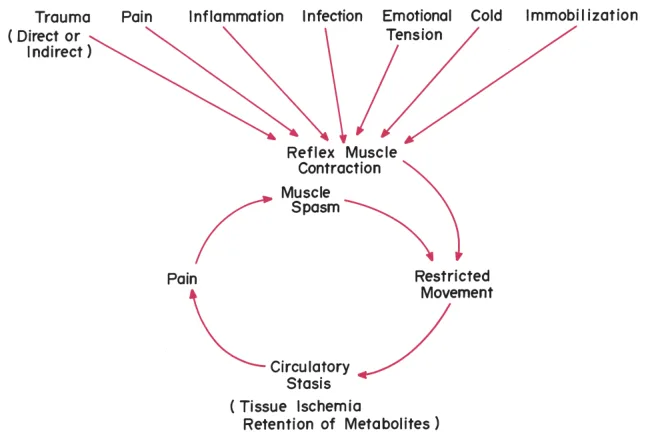 Trauma Pain Inflammation Infection Emotional Cold Immobilization
( Direct or Tension
Indirect )
Reflex Muscle
Contraction
Muscle
Spasm
Pain Restricted
Movement
Circulatory
Stasis
( Tissue Ischemia
Retention of Metabolites )